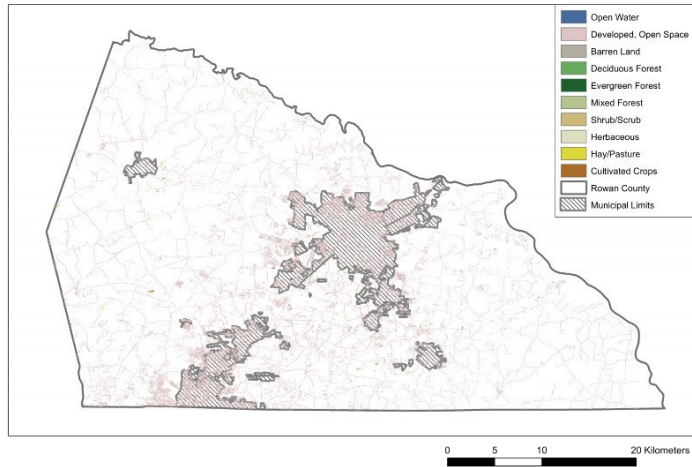 Open Water
Developed, Open Space
Barren Land
Deciduous Forest
Evergreen Forest
Mixed Forest
Shrub/Scrub
Herbaceous
Hay/Pasture
Cultivated Crops
Rowan County
Municipal Limits
0 5 10 20 Kilometers